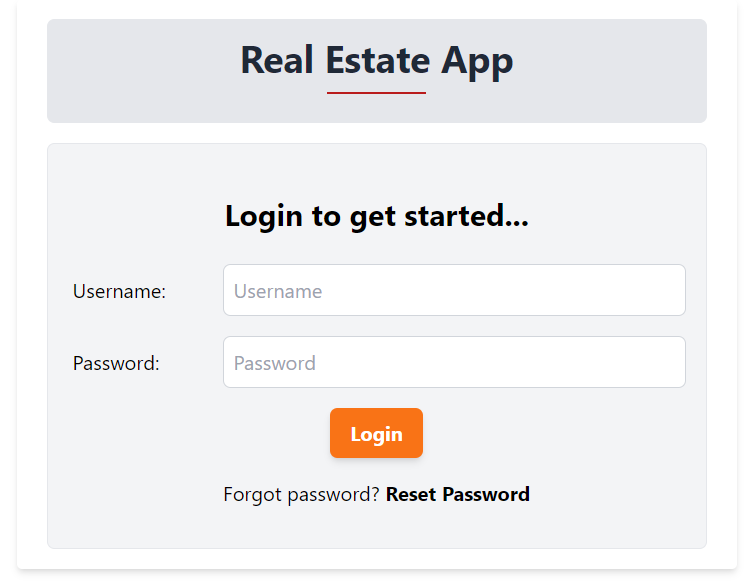 Real Estate App
Login to get started...
Username: Username
Password: Password
Login
Forgot password? Reset Password